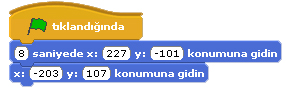 tıklandığında
8 saniyede x: 227 y: -101 konumuna gidin
x: -203 y: 107 konumuna gidin